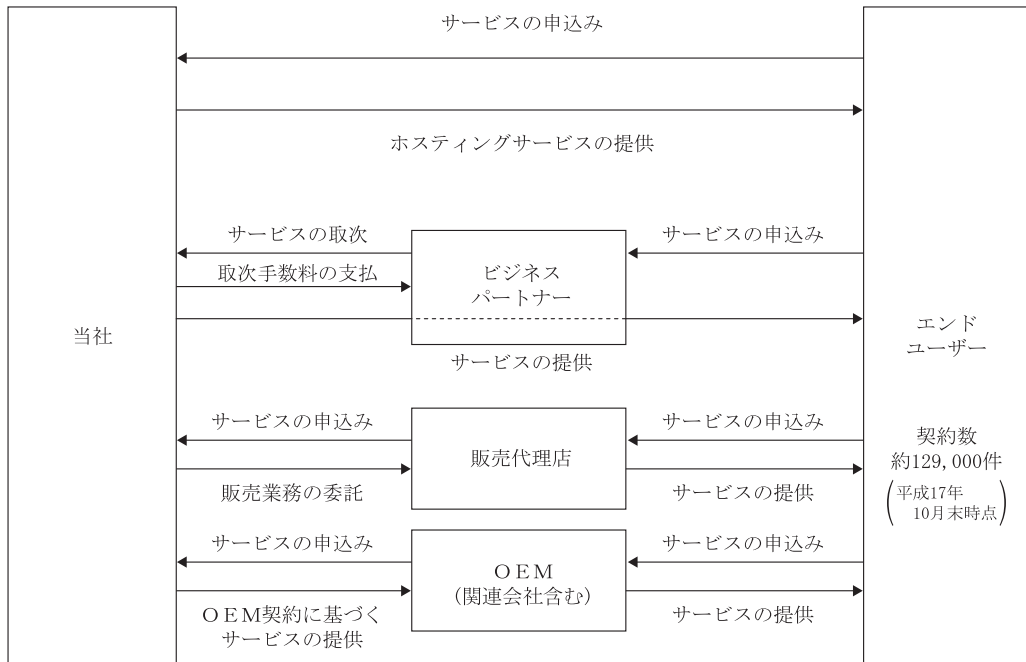 サービスの申込み
ホスティングサービスの提供
サービスの取次
サービスの申込み
取次手数料の支払
ビジネス
パートナー
当社
エンド
ユーザー
サービスの提供
サービスの申込み
サービスの申込み
販売代理店
契約数
約129,000件
(平成17年
10月末時点)
販売業務の委託
サービスの提供
サービスの申込み
サービスの申込み
ＯＥＭ
(関連会社含む)
ＯＥＭ契約に基づく
サービスの提供
サービスの提供